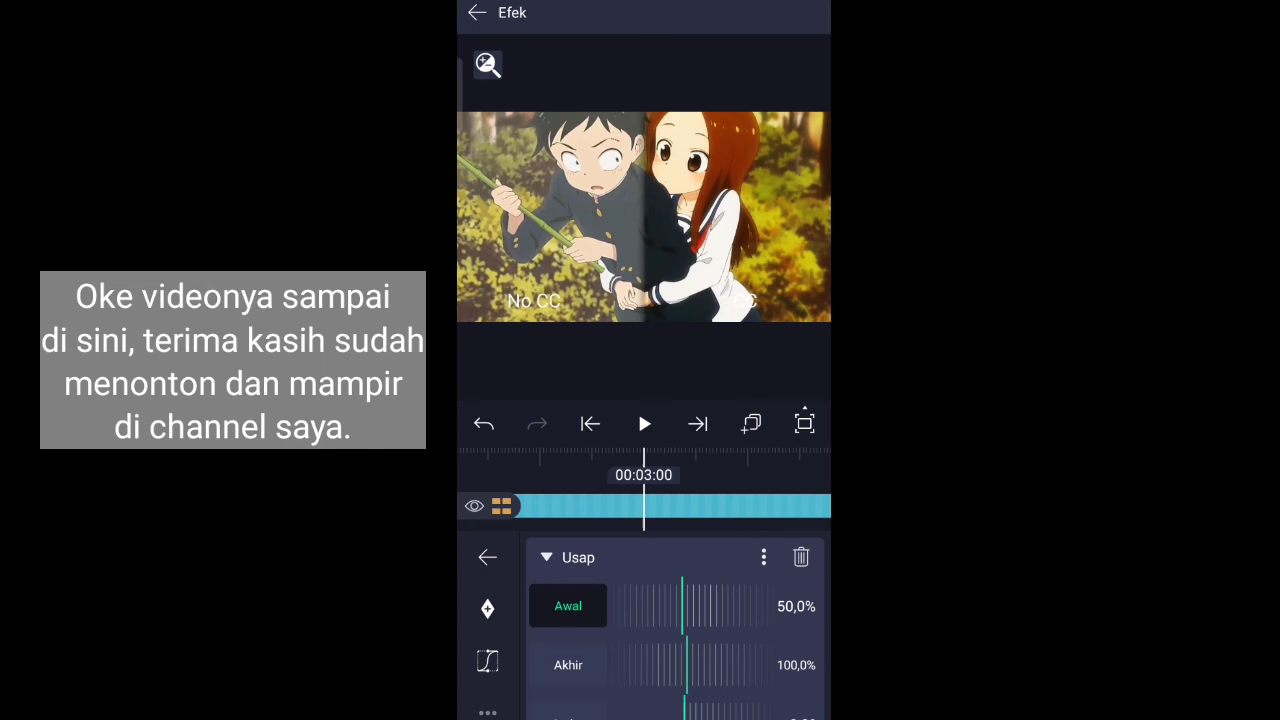 Efek
No CC
CC
Oke videonya sampai
di sini, terima kasih sudah
menonton dan mampir
di channel saya.
00:03:00
Usap
Awal
50,0%
Akhir
100,0%